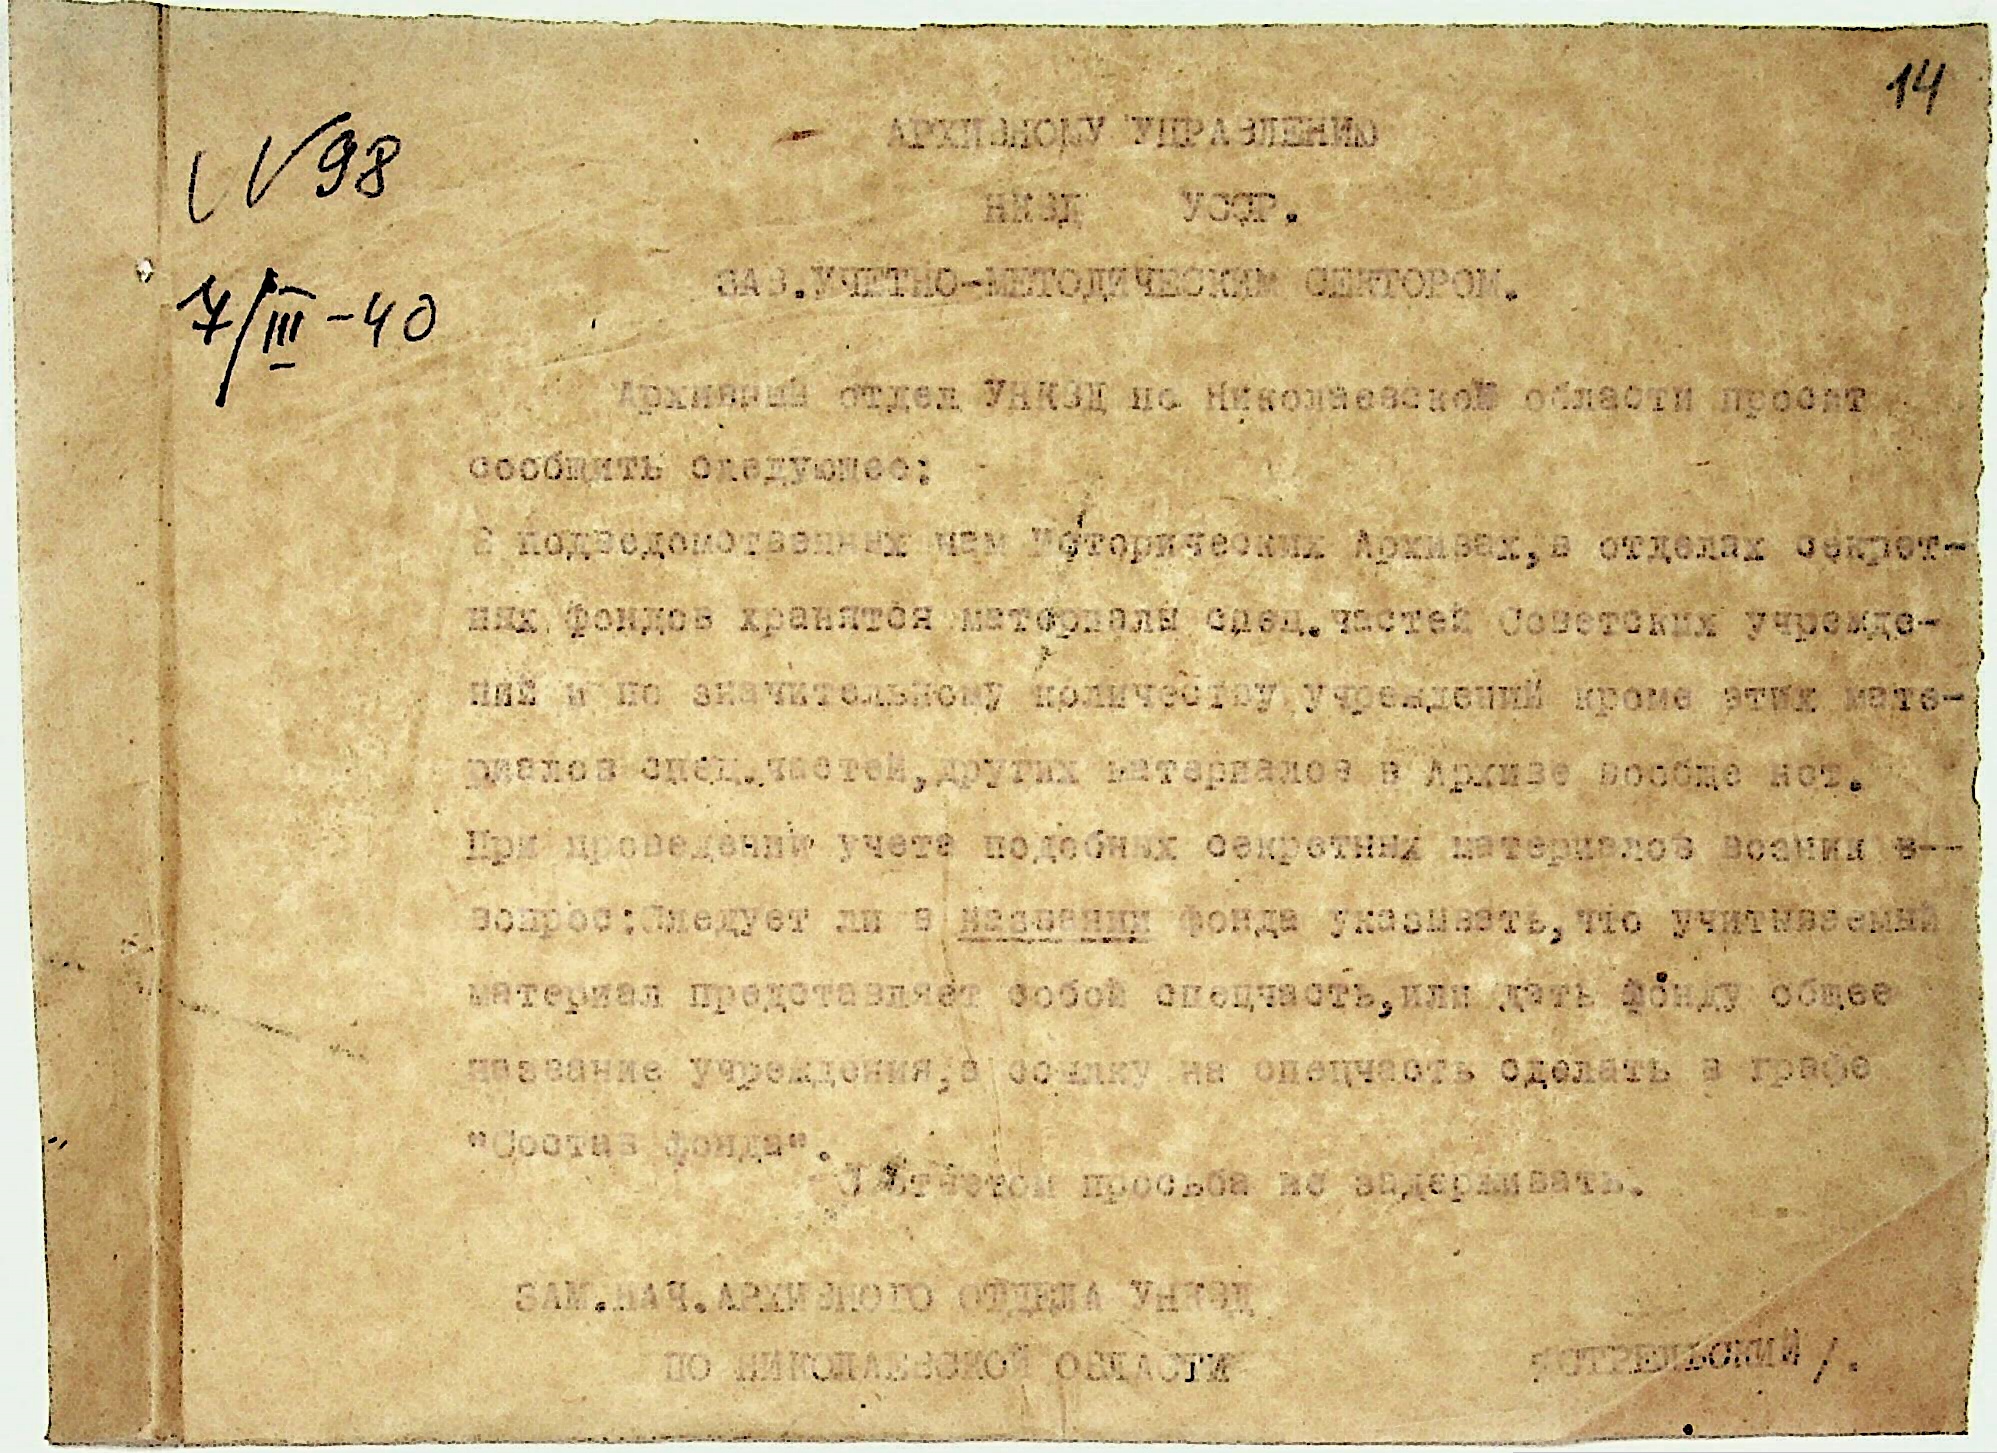 14
АРХИВНОМУ УПРАВЛЕНИЮ
№98
НКВД УССР.
ЗАВ.УЧЕТНО-МЕТОДИЧЕСКИМ СЕКТОРОМ.
7/III-40
Архивный отдел УНКВД по Николаевской области просит
сообщить следующее:
В подведомственных нам Исторических Архивах,в отделах секрет-
ных фондов хранятся материалы спец.частей Советских учрежде-
ний и по значительному количеству учреждений кроме этих мате-
риалов спец.частей,других материалов в Архиве вообще нет.
При проведении учета подобных секретных материалов возник в--
вопрос:Следует ли в названии фонда указывать,что учитываемый
материал представляет собой спецчасть,или дать фонду общее
название учреждения,а ссылку на спецчасть сделать в графе
"Состав фонда".
С ответом просьба не задерживать.
ЗАМ.НАЧ.АРХИВНОГО ОТДЕЛА УНКВД
ПО НИКОЛАЕВСКОЙ ОБЛАСТИ /СТРЕЛЬСКИЙ/.